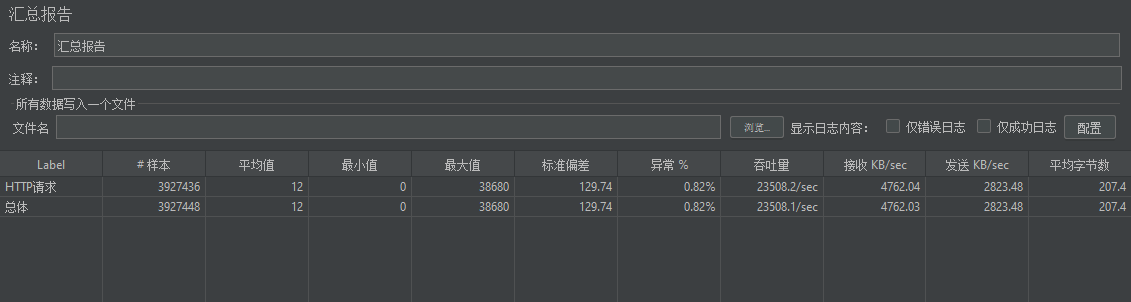 汇总报告
名称： 汇总报告
注释：
所有数据写入一个文件
文件名 浏览... 显示日志内容： 仅错误日志 仅成功日志 配置
Label # 样本 平均值 最小值 最大值 标准偏差 异常 % 吞吐量 接收 KB/sec 发送 KB/sec 平均字节数
HTTP请求 3927436 12 0 38680 129.74 0.82% 23508.2/sec 4762.04 2823.48 207.4
总体 3927448 12 0 38680 129.74 0.82% 23508.1/sec 4762.03 2823.48 207.4